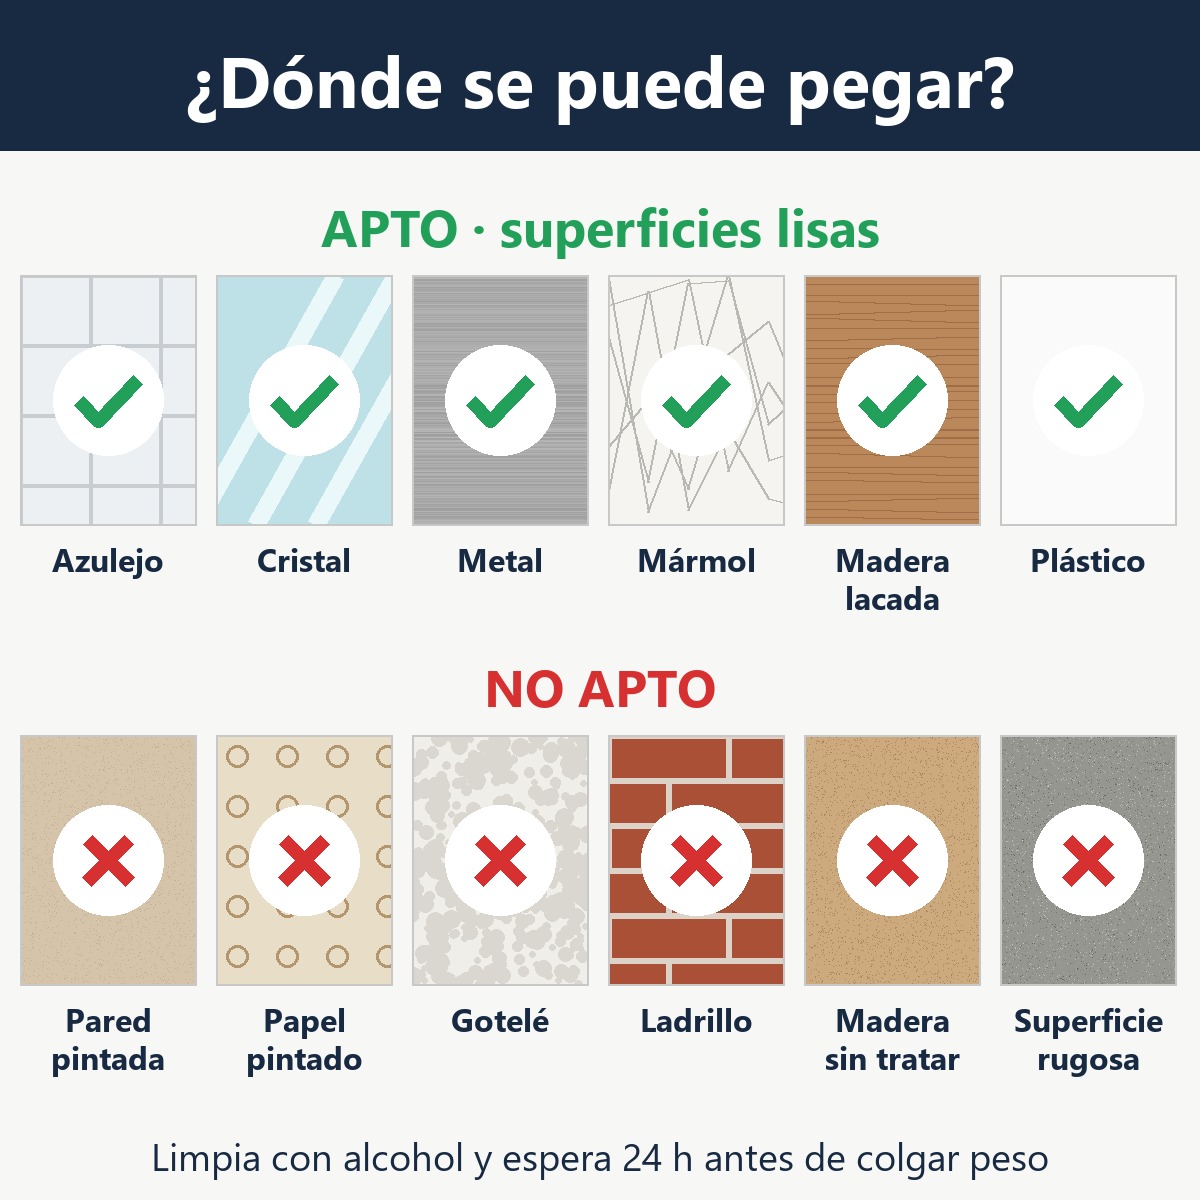 ¿Dónde se puede pegar?
APTO · superficies lisas
Azulejo
Cristal
Metal
Mármol
Madera
lacada
Plástico
NO APTO
Pared
pintada
Papel
pintado
Gotelé
Ladrillo
Madera
sin tratar
Superficie
rugosa
Limpia con alcohol y espera 24 h antes de colgar peso